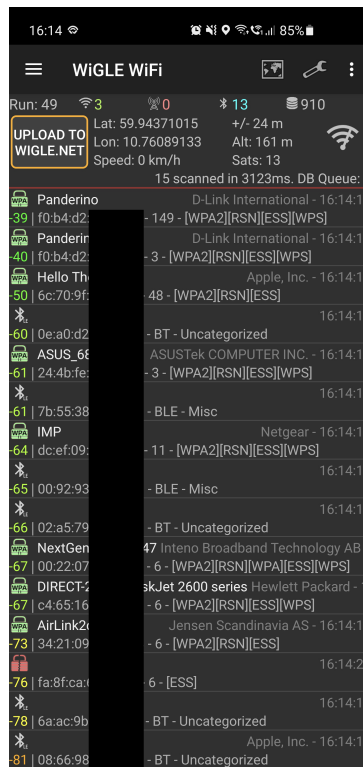 16:14 85%
WiGLE WiFi
Run: 49 3 0 13 910
UPLOAD TO WIGLE.NET
Lat: 59.94371015 +/- 24 m
Lon: 10.76089133 Alt: 161 m
Speed: 0 km/h Sats: 13
15 scanned in 3123ms. DB Queue:
WPA Panderino D-Link International - 16:14:1
-39 | f0:b4:d2: - 149 - [WPA2][RSN][ESS][WPS]
WPA Panderin D-Link International - 16:14:1
-40 | f0:b4:d2: - 3 - [WPA2][RSN][ESS][WPS]
WPA Hello Th Apple, Inc. - 16:14:1
-50 | 6c:70:9f: - 48 - [WPA2][RSN][ESS]
16:14:1
-60 | 0e:a0:d2 - BT - Uncategorized
WPA ASUS_68 ASUSTek COMPUTER INC. - 16:14:1
-61 | 24:4b:fe: - 3 - [WPA2][RSN][ESS][WPS]
16:14:1
-61 | 7b:55:38 - BLE - Misc
WPA IMP Netgear - 16:14:1
-64 | dc:ef:09: - 11 - [WPA2][RSN][ESS][WPS]
16:14:1
-65 | 00:92:93 - BLE - Misc
16:14:1
-66 | 02:a5:79 - BT - Uncategorized
WPA NextGen 47 Inteno Broadband Technology AB
-67 | 00:22:07 - 6 - [WPA2][RSN][WPA][ESS][WPS]
WPA DIRECT-2 skJet 2600 series Hewlett Packard -
-67 | c4:65:16 - 6 - [WPA2][RSN][ESS][WPS]
WPA AirLink2 Jensen Scandinavia AS - 16:14:1
-73 | 34:21:09 - 6 - [WPA2][RSN][ESS]
16:14:2
-76 | fa:8f:ca: - 6 - [ESS]
16:14:1
-78 | 6a:ac:9b - BT - Uncategorized
Apple, Inc. - 16:14:1
-81 | 08:66:98 - BT - Uncategorized